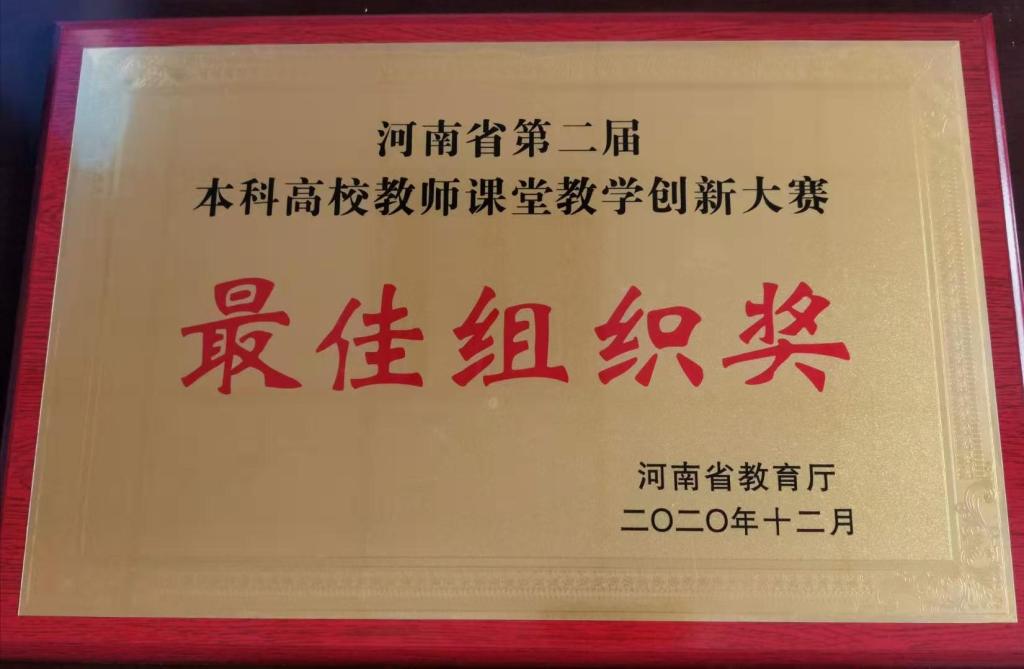 河南省第二届
本科高校教师课堂教学创新大赛
最佳组织奖
河南省教育厅
二〇二〇年十二月